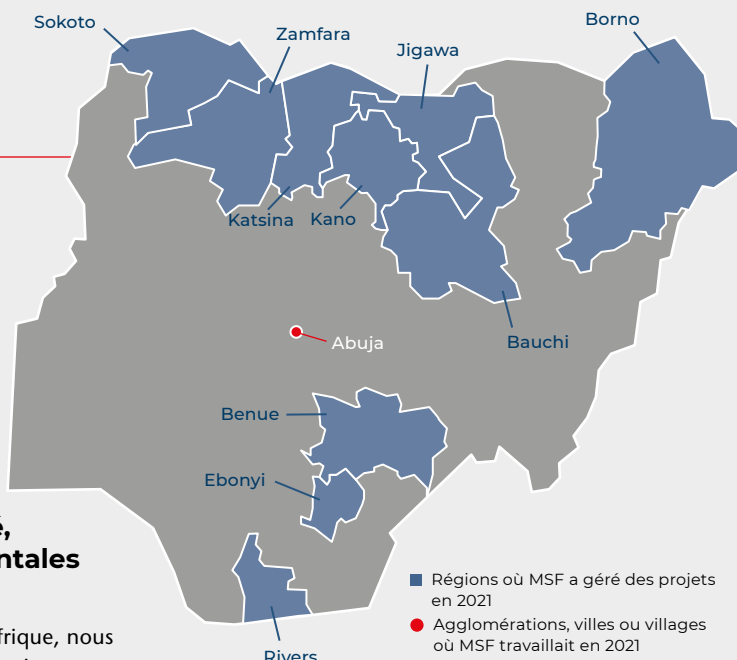 Sokoto
Zamfara
Jigawa
Borno
Katsina
Kano
Abuja
Bauchi
Benue
Ebonyi
Rivers
ntales
nous
Régions où MSF a géré des projets
en 2021
Agglomérations, villes ou villages
où MSF travaillait en 2021